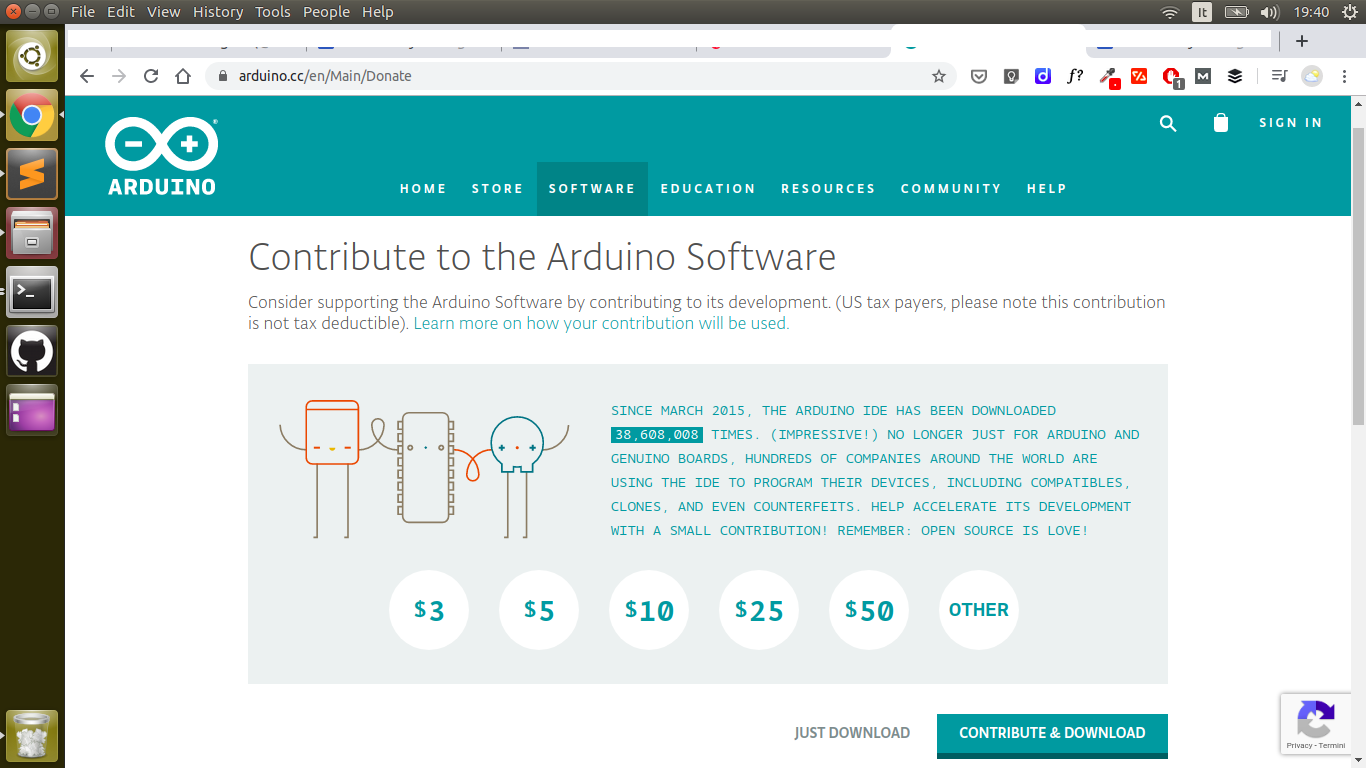 File Edit View History Tools People Help
It
19:40
arduino.cc/en/Main/Donate
f?
1
M
SIGN IN
ARDUINO
HOME STORE SOFTWARE EDUCATION RESOURCES COMMUNITY HELP
Contribute to the Arduino Software
Consider supporting the Arduino Software by contributing to its development. (US tax payers, please note this contribution
is not tax deductible). Learn more on how your contribution will be used.
SINCE MARCH 2015, THE ARDUINO IDE HAS BEEN DOWNLOADED
38,608,008 TIMES. (IMPRESSIVE!) NO LONGER JUST FOR ARDUINO AND
GENUINO BOARDS, HUNDREDS OF COMPANIES AROUND THE WORLD ARE
USING THE IDE TO PROGRAM THEIR DEVICES, INCLUDING COMPATIBLES,
CLONES, AND EVEN COUNTERFEITS. HELP ACCELERATE ITS DEVELOPMENT
WITH A SMALL CONTRIBUTION! REMEMBER: OPEN SOURCE IS LOVE!
$3 $5 $10 $25 $50 OTHER
JUST DOWNLOAD CONTRIBUTE & DOWNLOAD
Privacy - Termini